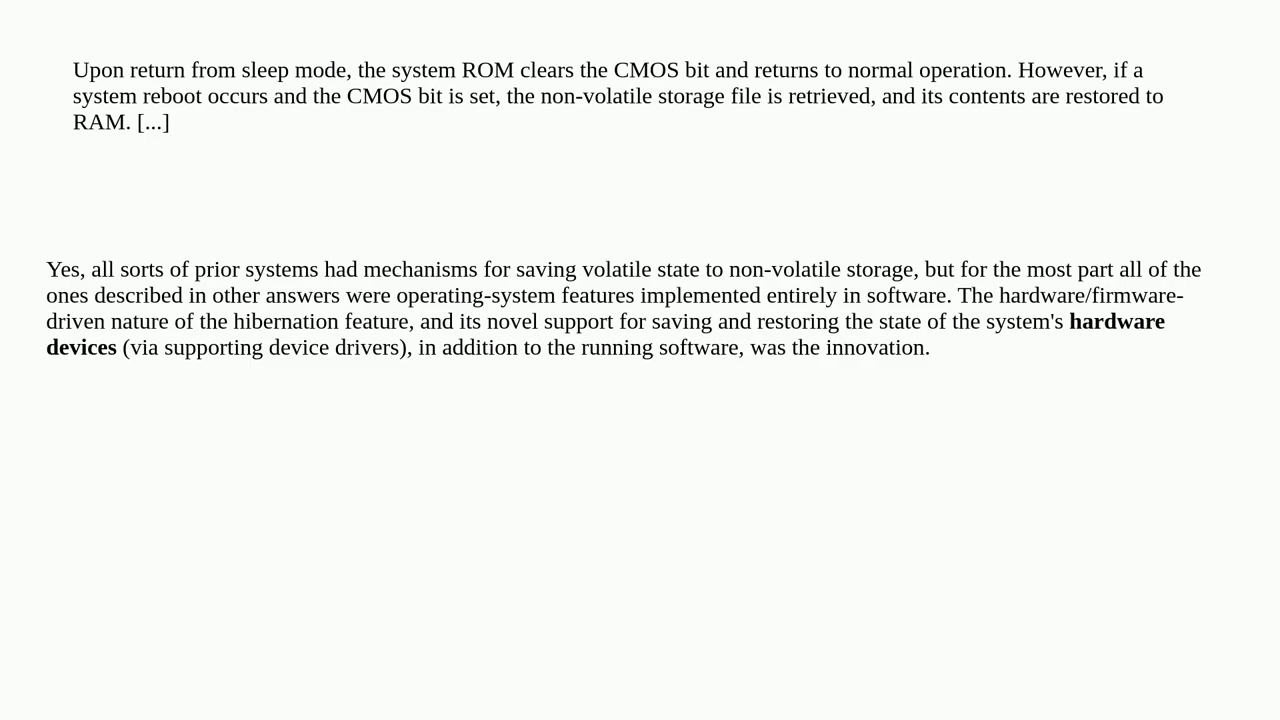 Upon return from sleep mode, the system ROM clears the CMOS bit and returns to normal operation. However, if a
system reboot occurs and the CMOS bit is set, the non-volatile storage file is retrieved, and its contents are restored to
RAM. [...]
Yes, all sorts of prior systems had mechanisms for saving volatile state to non-volatile storage, but for the most part all of the
ones described in other answers were operating-system features implemented entirely in software. The hardware/firmware-
driven nature of the hibernation feature, and its novel support for saving and restoring the state of the system's hardware
devices (via supporting device drivers), in addition to the running software, was the innovation.